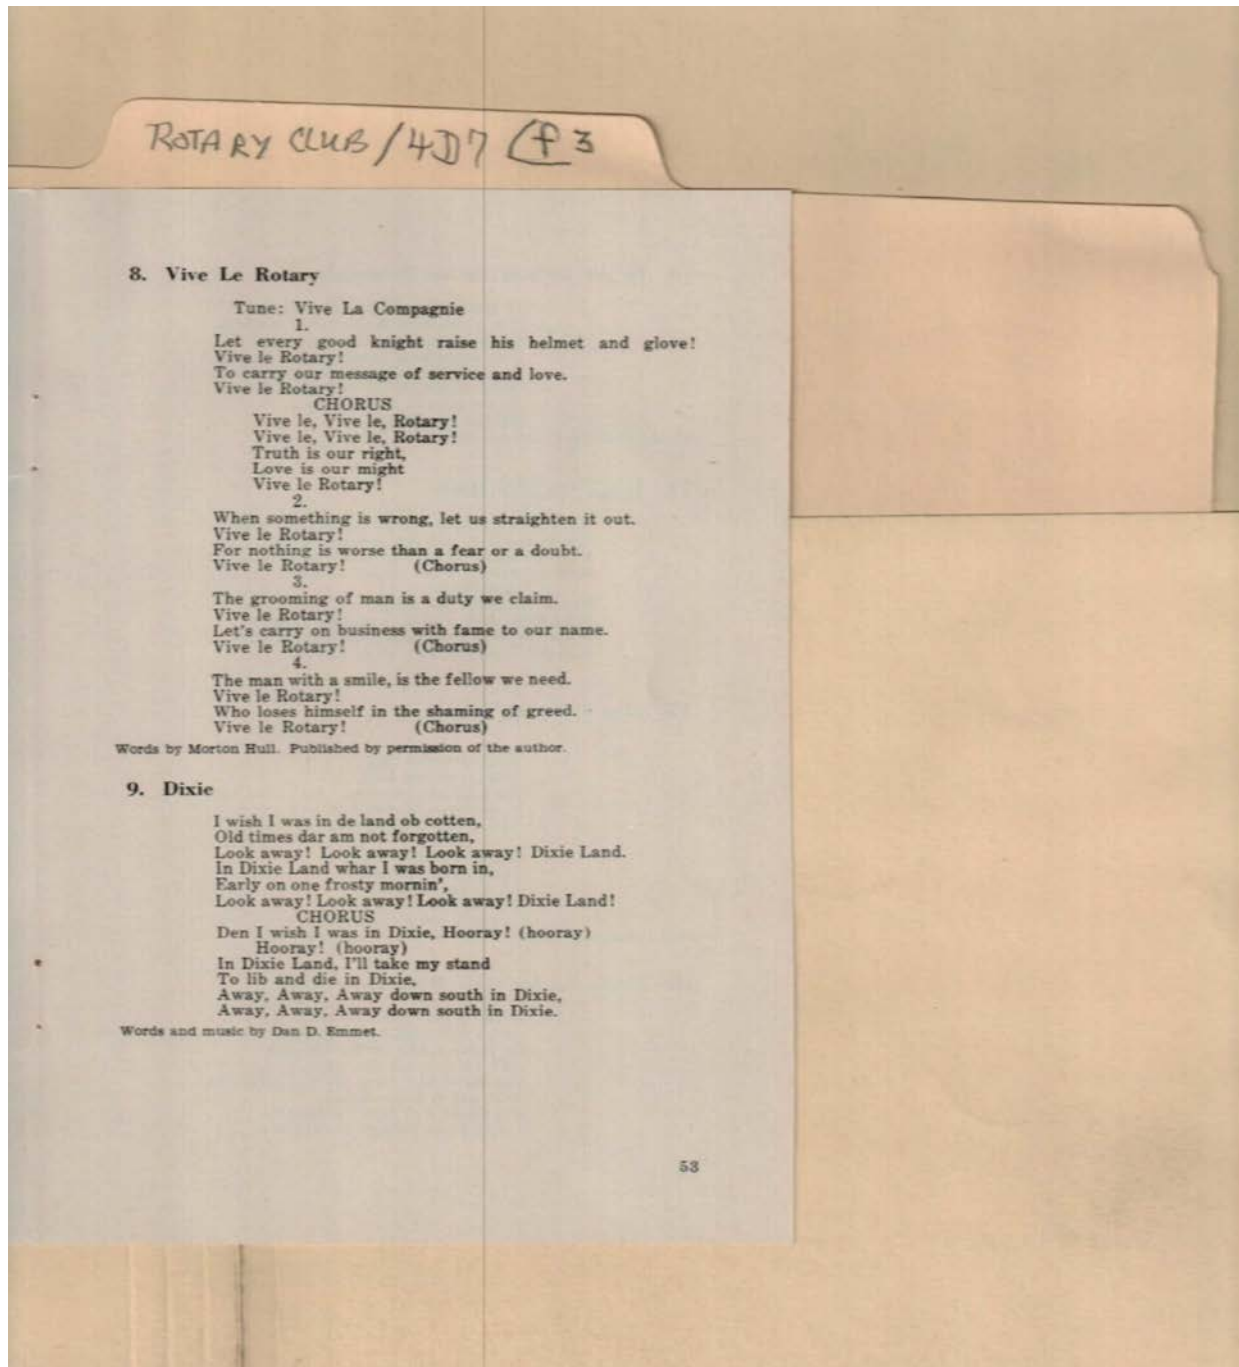 ROTARY CLUB/4D7 (f 3
8. Vive Le Rotary
Tune: Vive La Compagnie
1.
Let every good knight raise his helmet and glove!
Vive le Rotary!
To carry our message of service and love.
Vive le Rotary!
CHORUS
Vive le, Vive le, Rotary!
Vive le, Vive le, Rotary!
Truth is our right,
Love is our might
Vive le Rotary!
2.
When something is wrong, let us straighten it out.
Vive le Rotary!
For nothing is worse than a fear or a doubt.
Vive le Rotary! (Chorus)
3.
The grooming of man is a duty we claim.
Vive le Rotary!
Let's carry on business with fame to our name.
Vive le Rotary! (Chorus)
4.
The man with a smile, is the fellow we need.
Vive le Rotary!
Who loses himself in the shaming of greed.
Vive le Rotary! (Chorus)
Words by Morton Hull. Published by permission of the author.
9. Dixie
I wish I was in de land ob cotten,
Old times dar am not forgotten,
Look away! Look away! Look away! Dixie Land.
In Dixie Land whar I was born in,
Early on one frosty mornin',
Look away! Look away! Look away! Dixie Land!
CHORUS
Den I wish I was in Dixie, Hooray! (hooray)
Hooray! (hooray)
In Dixie Land, I'll take my stand
To lib and die in Dixie,
Away, Away, Away down south in Dixie,
Away, Away, Away down south in Dixie.
Words and music by Dan D. Emmet.
53